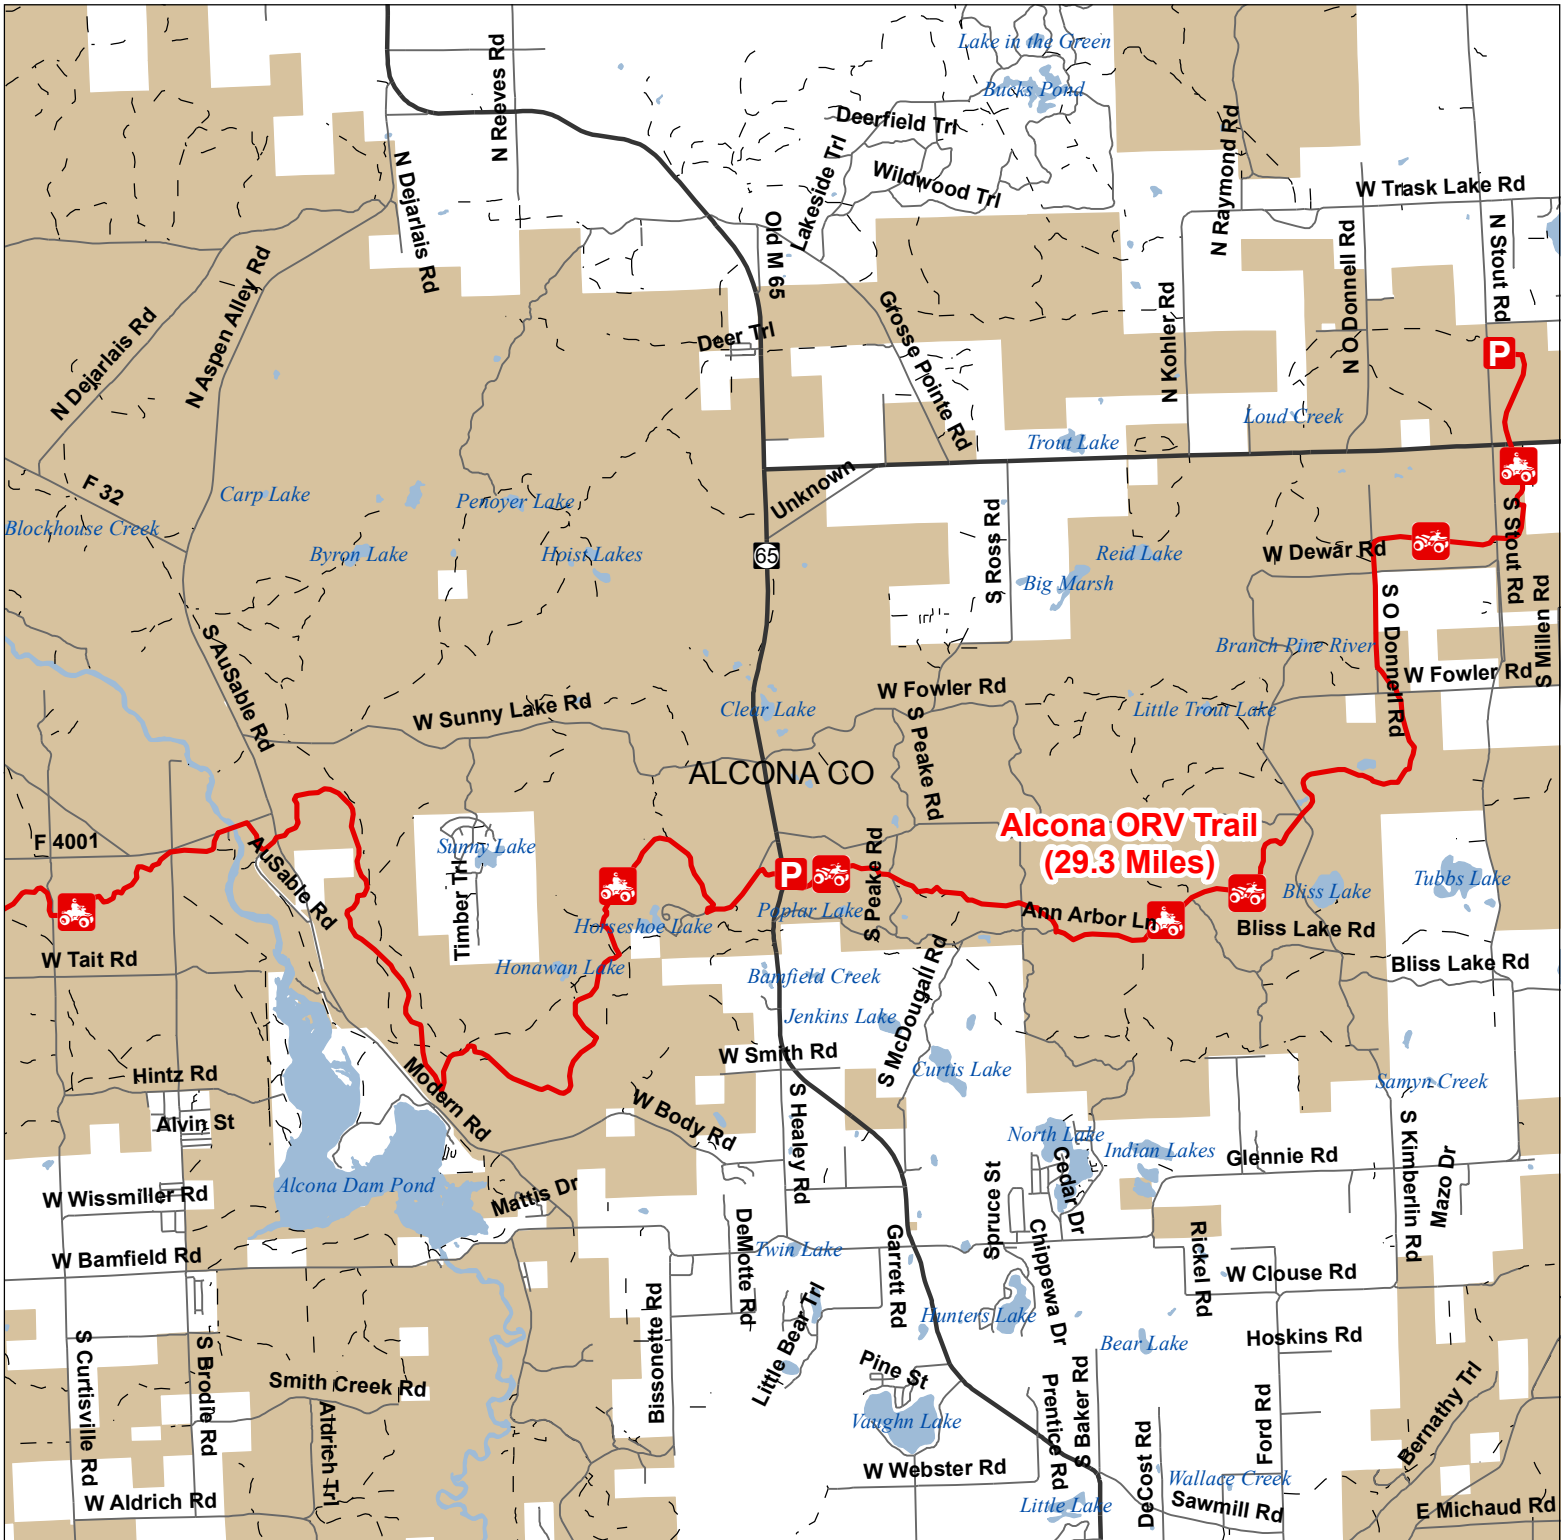 Lake in the Green
N Reeves Rd
Bucks Pond
Deerfield Trl
N Raymond Rd
Lakeside Trl
Wildwood Trl
W Trask Lake Rd
N Dejarlais Rd
Old M 65
N Stout Rd
N O Donnell Rd
N Aspen Alley Rd
N Dejarlais Rd
Deer Trl
Grosse Pointe Rd
N Kohler Rd
P
Loud Creek
Trout Lake
F 32
Carp Lake
Penoyer Lake
Unknown
Blockhouse Creek
Byron Lake
Hoist Lakes
65
S Ross Rd
Reid Lake
Big Marsh
W Dewar Rd
S Stout Rd
S O Donnell Rd
S Millen Rd
S AuSable Rd
Branch Pine River
W Fowler Rd
W Fowler Rd
W Sunny Lake Rd
Clear Lake
Little Trout Lake
S Peake Rd
ALCONA CO
Alcona ORV Trail
(29.3 Miles)
F 4001
Sunny Lake
AuSable Rd
Timber Trl
P
S Peake Rd
Bliss Lake
Tubbs Lake
Poplar Lake
Horseshoe Lake
Ann Arbor Ln
Bliss Lake Rd
W Tait Rd
Honawan Lake
Bamfield Creek
Bliss Lake Rd
S McDougall Rd
Jenkins Lake
W Smith Rd
Curtis Lake
Hintz Rd
Modern Rd
Samyn Creek
Alvin St
W Body Rd
S Healey Rd
North Lake
Indian Lakes
Glennie Rd
S Kimberlin Rd
Mazo Dr
Cedar Dr
Spruce St
Alcona Dam Pond
W Wissmiller Rd
Mattis Dr
DeMotte Rd
Twin Lake
Garrett Rd
Chippewa Dr
Rickel Rd
W Bamfield Rd
W Clouse Rd
Bissonette Rd
Little Bear Trl
Hunters Lake
Bear Lake
Hoskins Rd
S Curtisville Rd
S Brodie Rd
Smith Creek Rd
Aldrich Trl
Pine St
Vaughn Lake
Prentice Rd
S Baker Rd
DeCost Rd
Ford Rd
Bernathy Trl
W Webster Rd
Wallace Creek
W Aldrich Rd
Little Lake
Sawmill Rd
E Michaud Rd